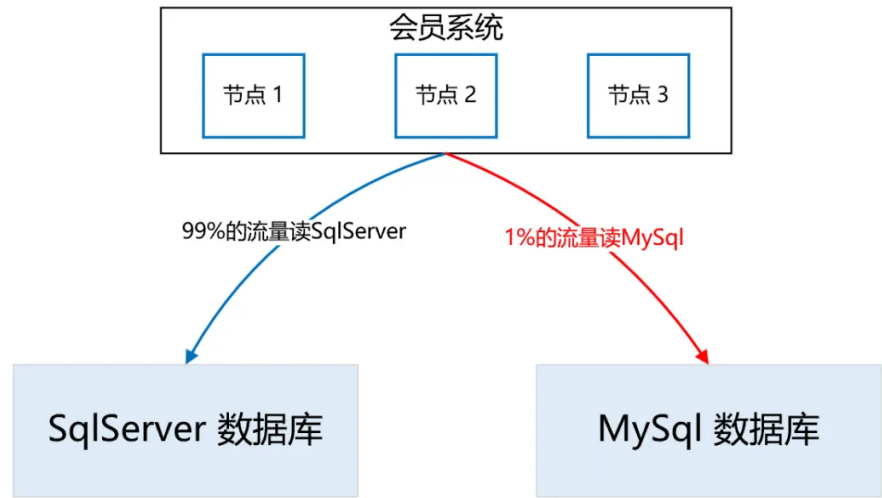 会员系统
节点 1
节点 2
节点 3
99%的流量读SqlServer
1%的流量读MySql
SqlServer 数据库
MySql 数据库